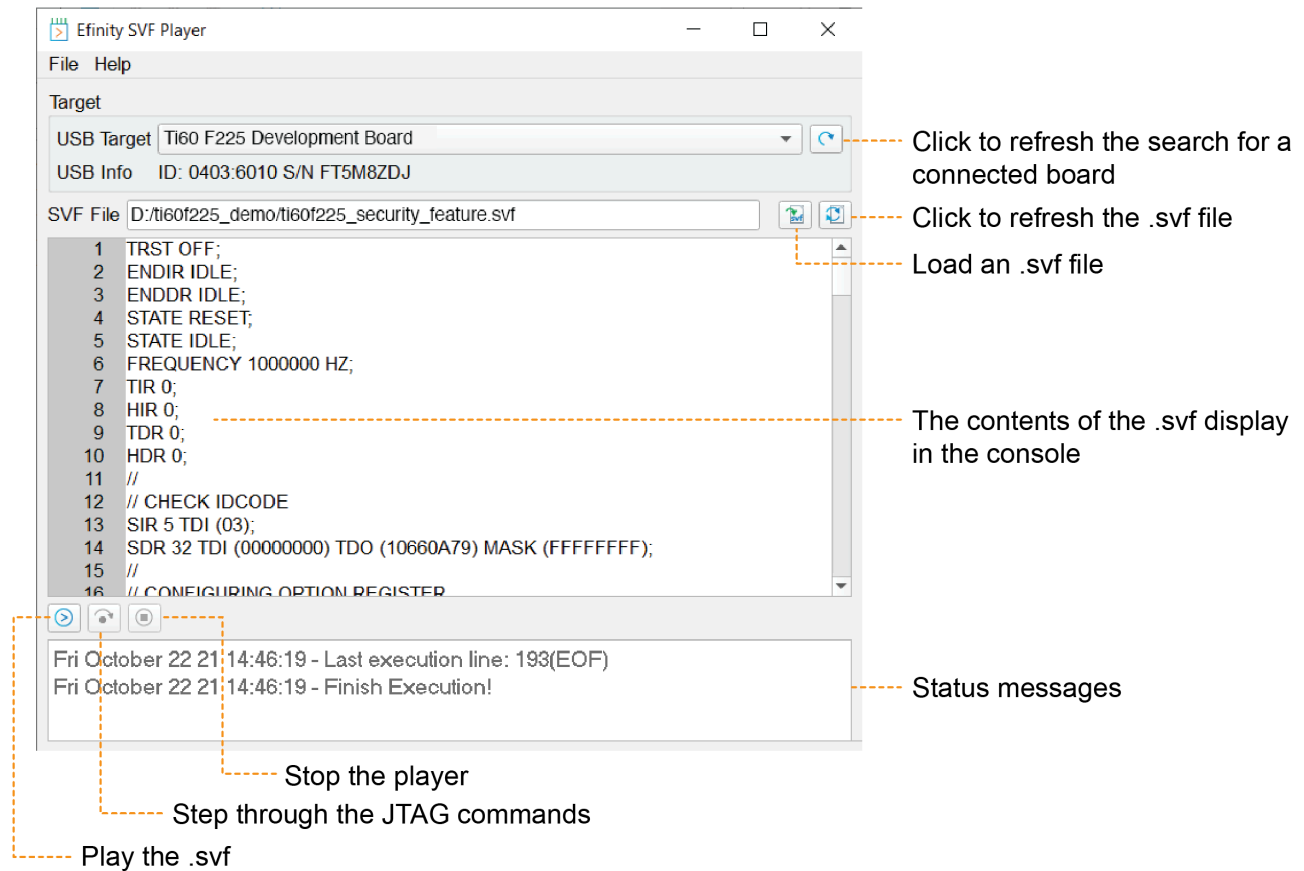 Efinity SVF Player
File Help
Target
USB Target Ti60 F225 Development Board
USB Info ID: 0403:6010 S/N FT5M8ZDJ
Click to refresh the search for a
connected board
SVF File D:/ti60f225_demo/ti60f225_security_feature.svf
svf
Click to refresh the .svf file
Load an .svf file
1 TRST OFF;
2 ENDIR IDLE;
3 ENDDR IDLE;
4 STATE RESET;
5 STATE IDLE;
6 FREQUENCY 1000000 HZ;
7 TIR 0;
8 HIR 0;
9 TDR 0;
10 HDR 0;
11 //
12 // CHECK IDCODE
13 SIR 5 TDI (03);
14 SDR 32 TDI (00000000) TDO (10660A79) MASK (FFFFFFFF);
15 //
16 // CONFIGURING OPTION REGISTER
The contents of the .svf display
in the console
Fri October 22 21 14:46:19 - Last execution line: 193(EOF)
Fri October 22 21 14:46:19 - Finish Execution!
Status messages
Stop the player
Step through the JTAG commands
Play the .svf